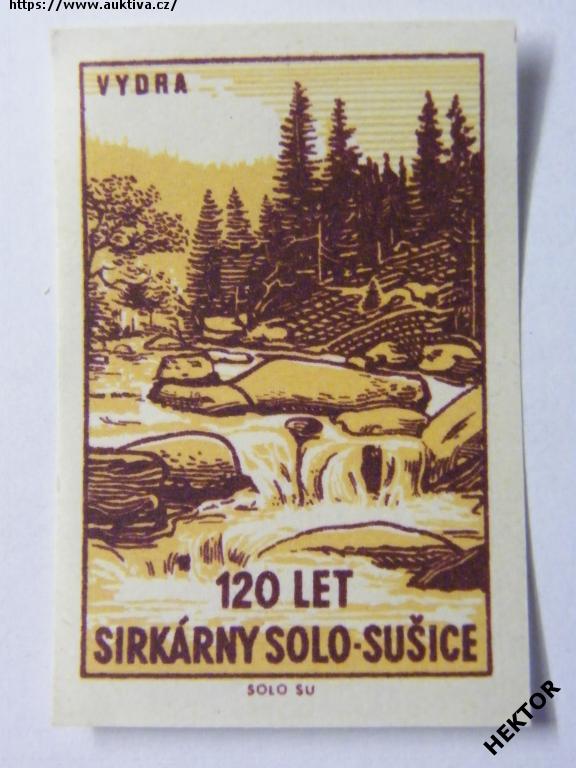 https://www.auktiva.cz/
VYDRA
120 LET
SIRKÁRNY SOLO-SUŠICE
SOLO SU
HEKTOR